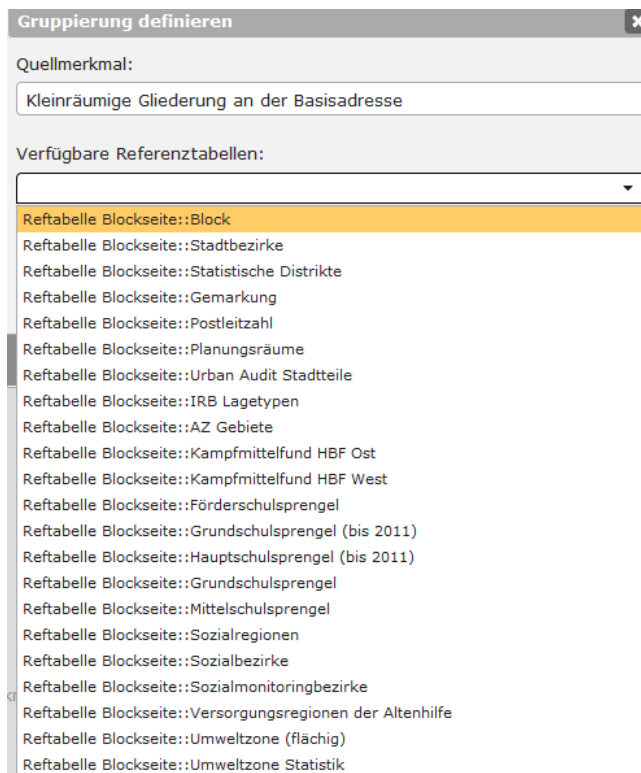 Gruppierung definieren
Quellmerkmal:
Kleinräumige Gliederung an der Basisadresse
Verfügbare Referenztabellen:
Reftabelle Blockseite::Block
Reftabelle Blockseite::Stadtbezirke
Reftabelle Blockseite::Statistische Distrikte
Reftabelle Blockseite::Gemarkung
Reftabelle Blockseite::Postleitzahl
Reftabelle Blockseite::Planungsräume
Reftabelle Blockseite::Urban Audit Stadtteile
Reftabelle Blockseite::IRB Lagetypen
Reftabelle Blockseite::AZ Gebiete
Reftabelle Blockseite::Kampfmittelfund HBF Ost
Reftabelle Blockseite::Kampfmittelfund HBF West
Reftabelle Blockseite::Förderschulsprengel
Reftabelle Blockseite::Grundschulsprengel (bis 2011)
Reftabelle Blockseite::Hauptschulsprengel (bis 2011)
Reftabelle Blockseite::Grundschulsprengel
Reftabelle Blockseite::Mittelschulsprengel
Reftabelle Blockseite::Sozialregionen
Reftabelle Blockseite::Sozialbezirke
Reftabelle Blockseite::Sozialmonitoringbezirke
Reftabelle Blockseite::Versorgungsregionen der Altenhilfe
Reftabelle Blockseite::Umweltzone (flächig)
Reftabelle Blockseite::Umweltzone Statistik